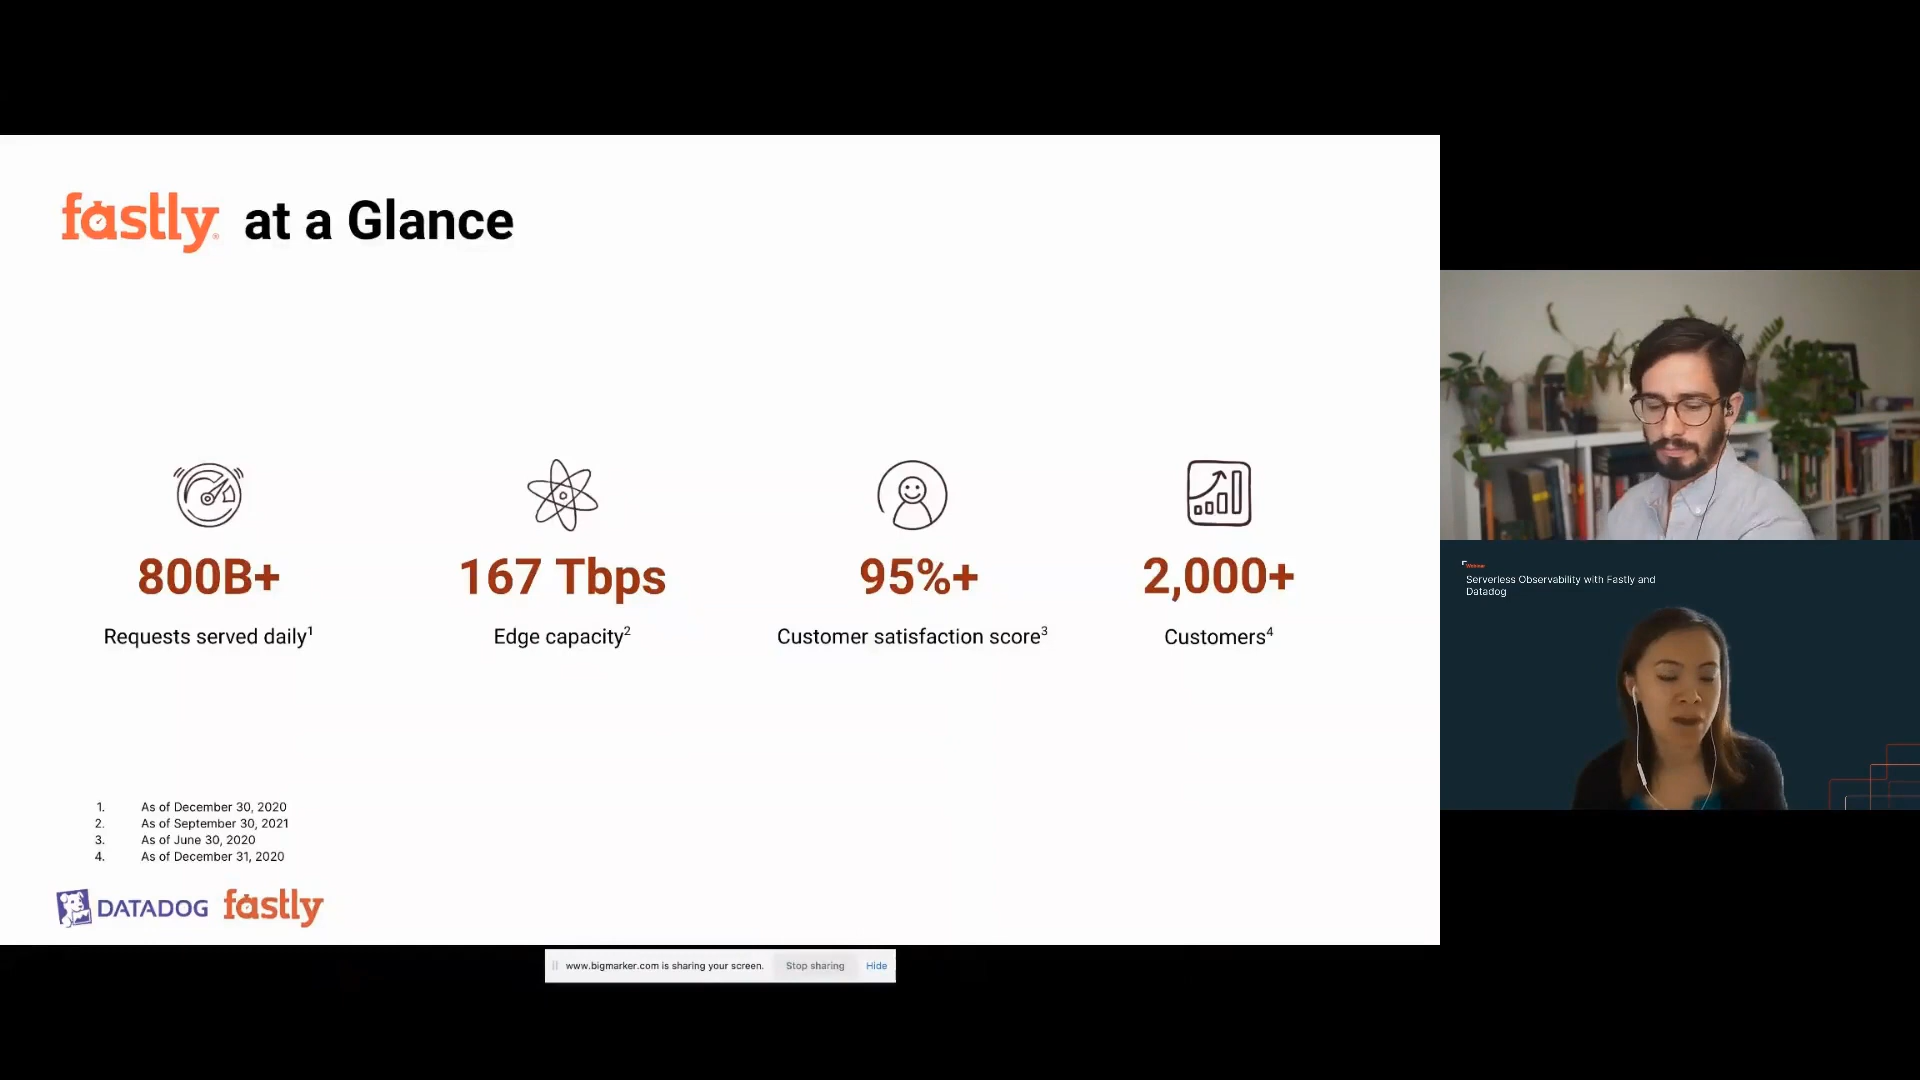 fastly at a Glance
800B+
Requests served daily1
167 Tbps
Edge capacity2
95%+
Customer satisfaction score3
2,000+
Customers4
1. As of December 30, 2020
2. As of September 30, 2021
3. As of June 30, 2020
4. As of December 31, 2020
DATADOG fastly
www.bigmarker.com is sharing your screen. Stop sharing Hide
Webinar
Serverless Observability with Fastly and
Datadog